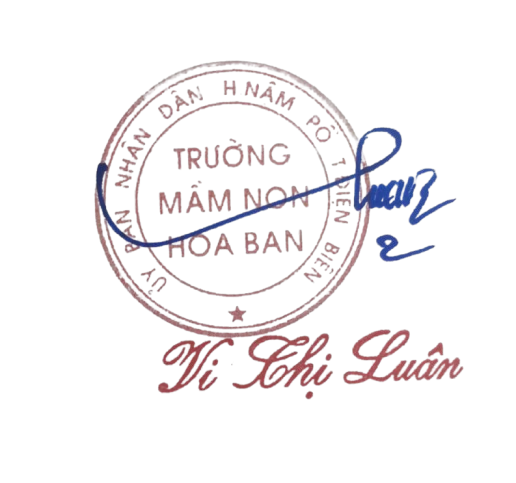 ỦY BAN NHÂN DÂN H NẬM PỒ T ĐIỆN BIÊN
TRƯỜNG
MẦM NON
HOA BAN
Vi Thị Luân